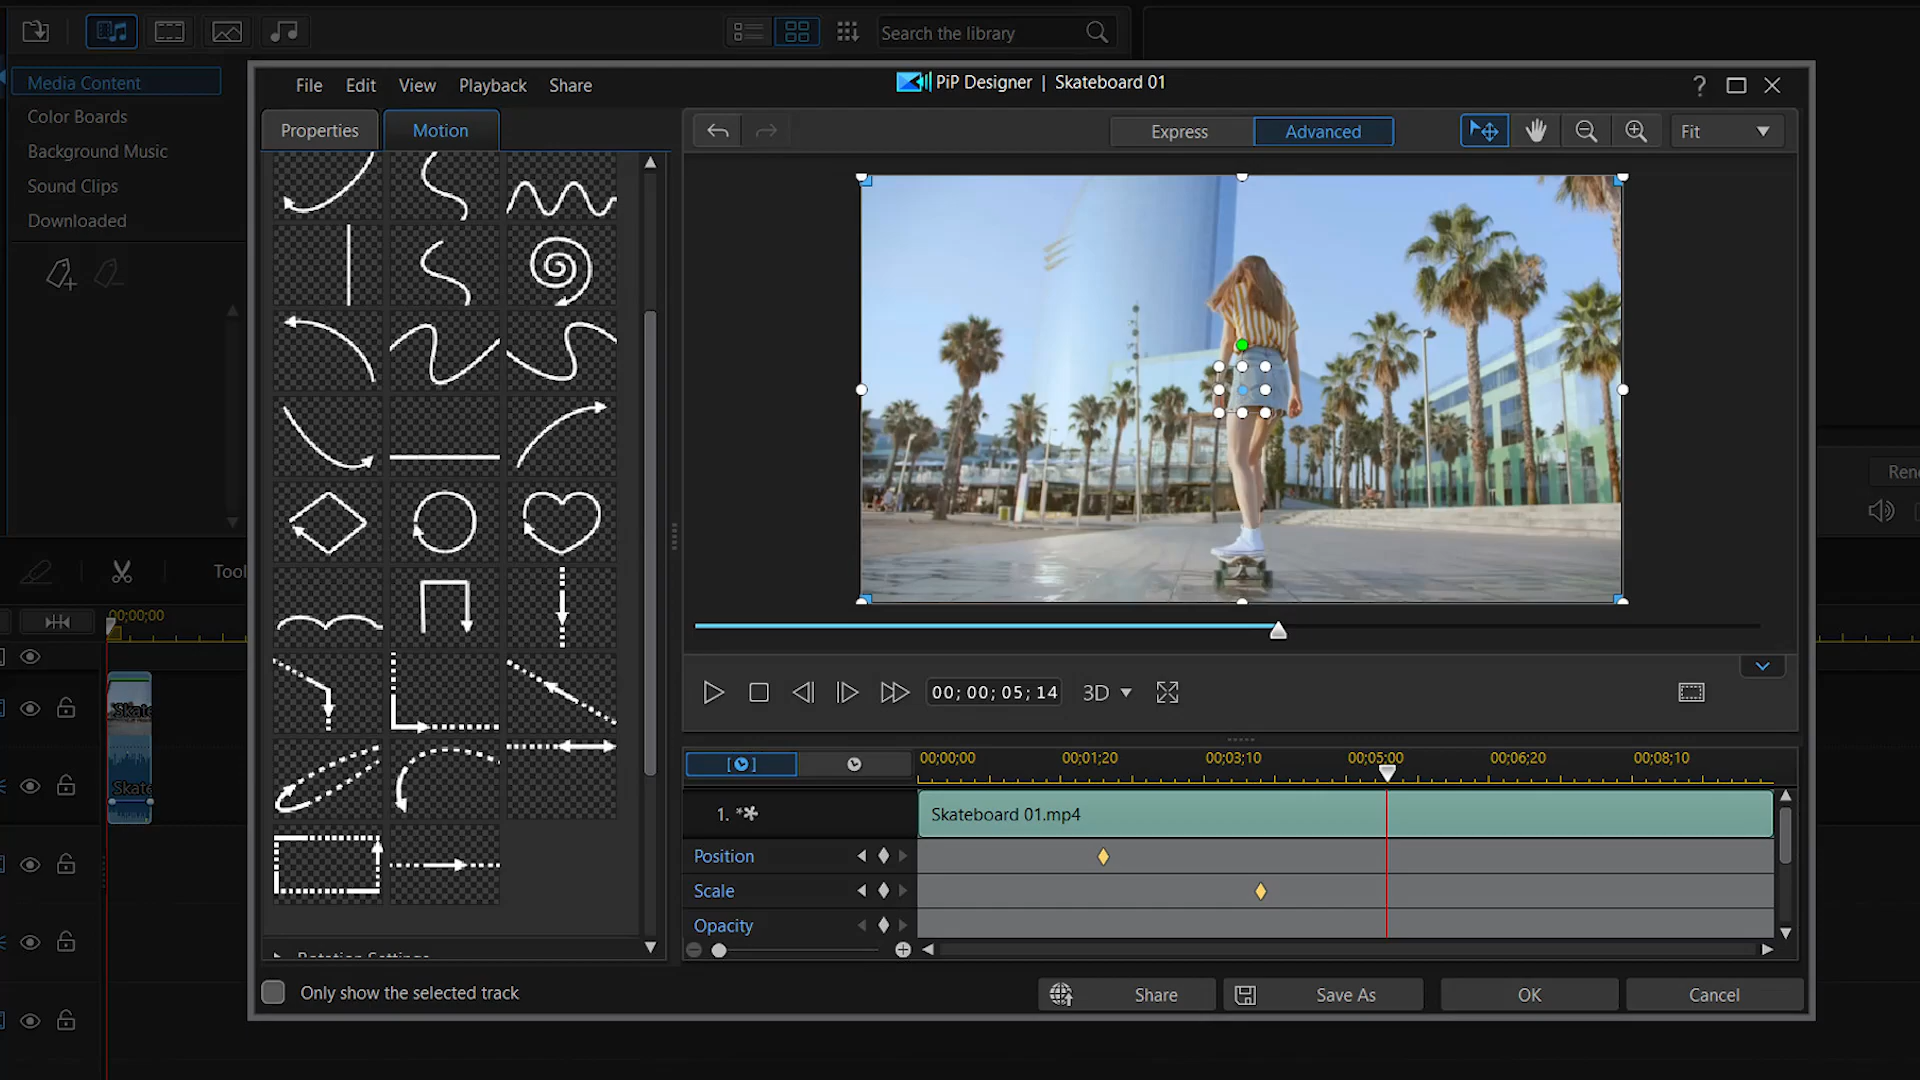 Search the library
Media Content
Color Boards
Background Music
Sound Clips
Downloaded
File Edit View Playback Share
PiP Designer | Skateboard 01
?
Properties Motion
Express Advanced
Fit
Tool
00;00;00
00; 00; 05; 14
3D
00;00;00 00;01;20 00;03;10 00;05;00 00;06;20 00;08;10
1. **
Skateboard 01.mp4
Position
Scale
Opacity
Only show the selected track
Share Save As OK Cancel